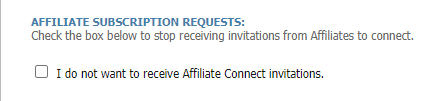 AFFILIATE SUBSCRIPTION REQUESTS:
Check the box below to stop receiving invitations from Affiliates to connect.
I do not want to receive Affiliate Connect invitations.